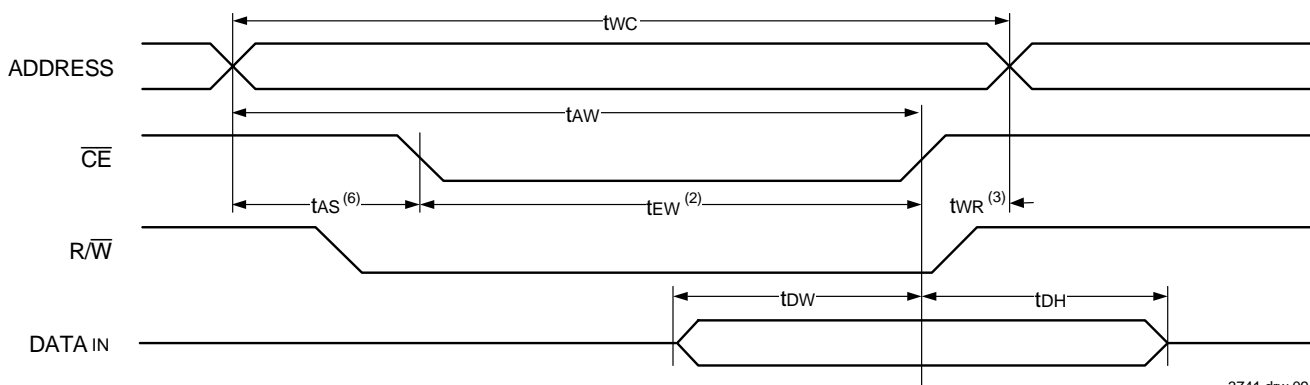 tWC
ADDRESS
tAW
CE
tAS (6) tEW (2) tWR (3)
R/W
tDW tDH
DATA IN